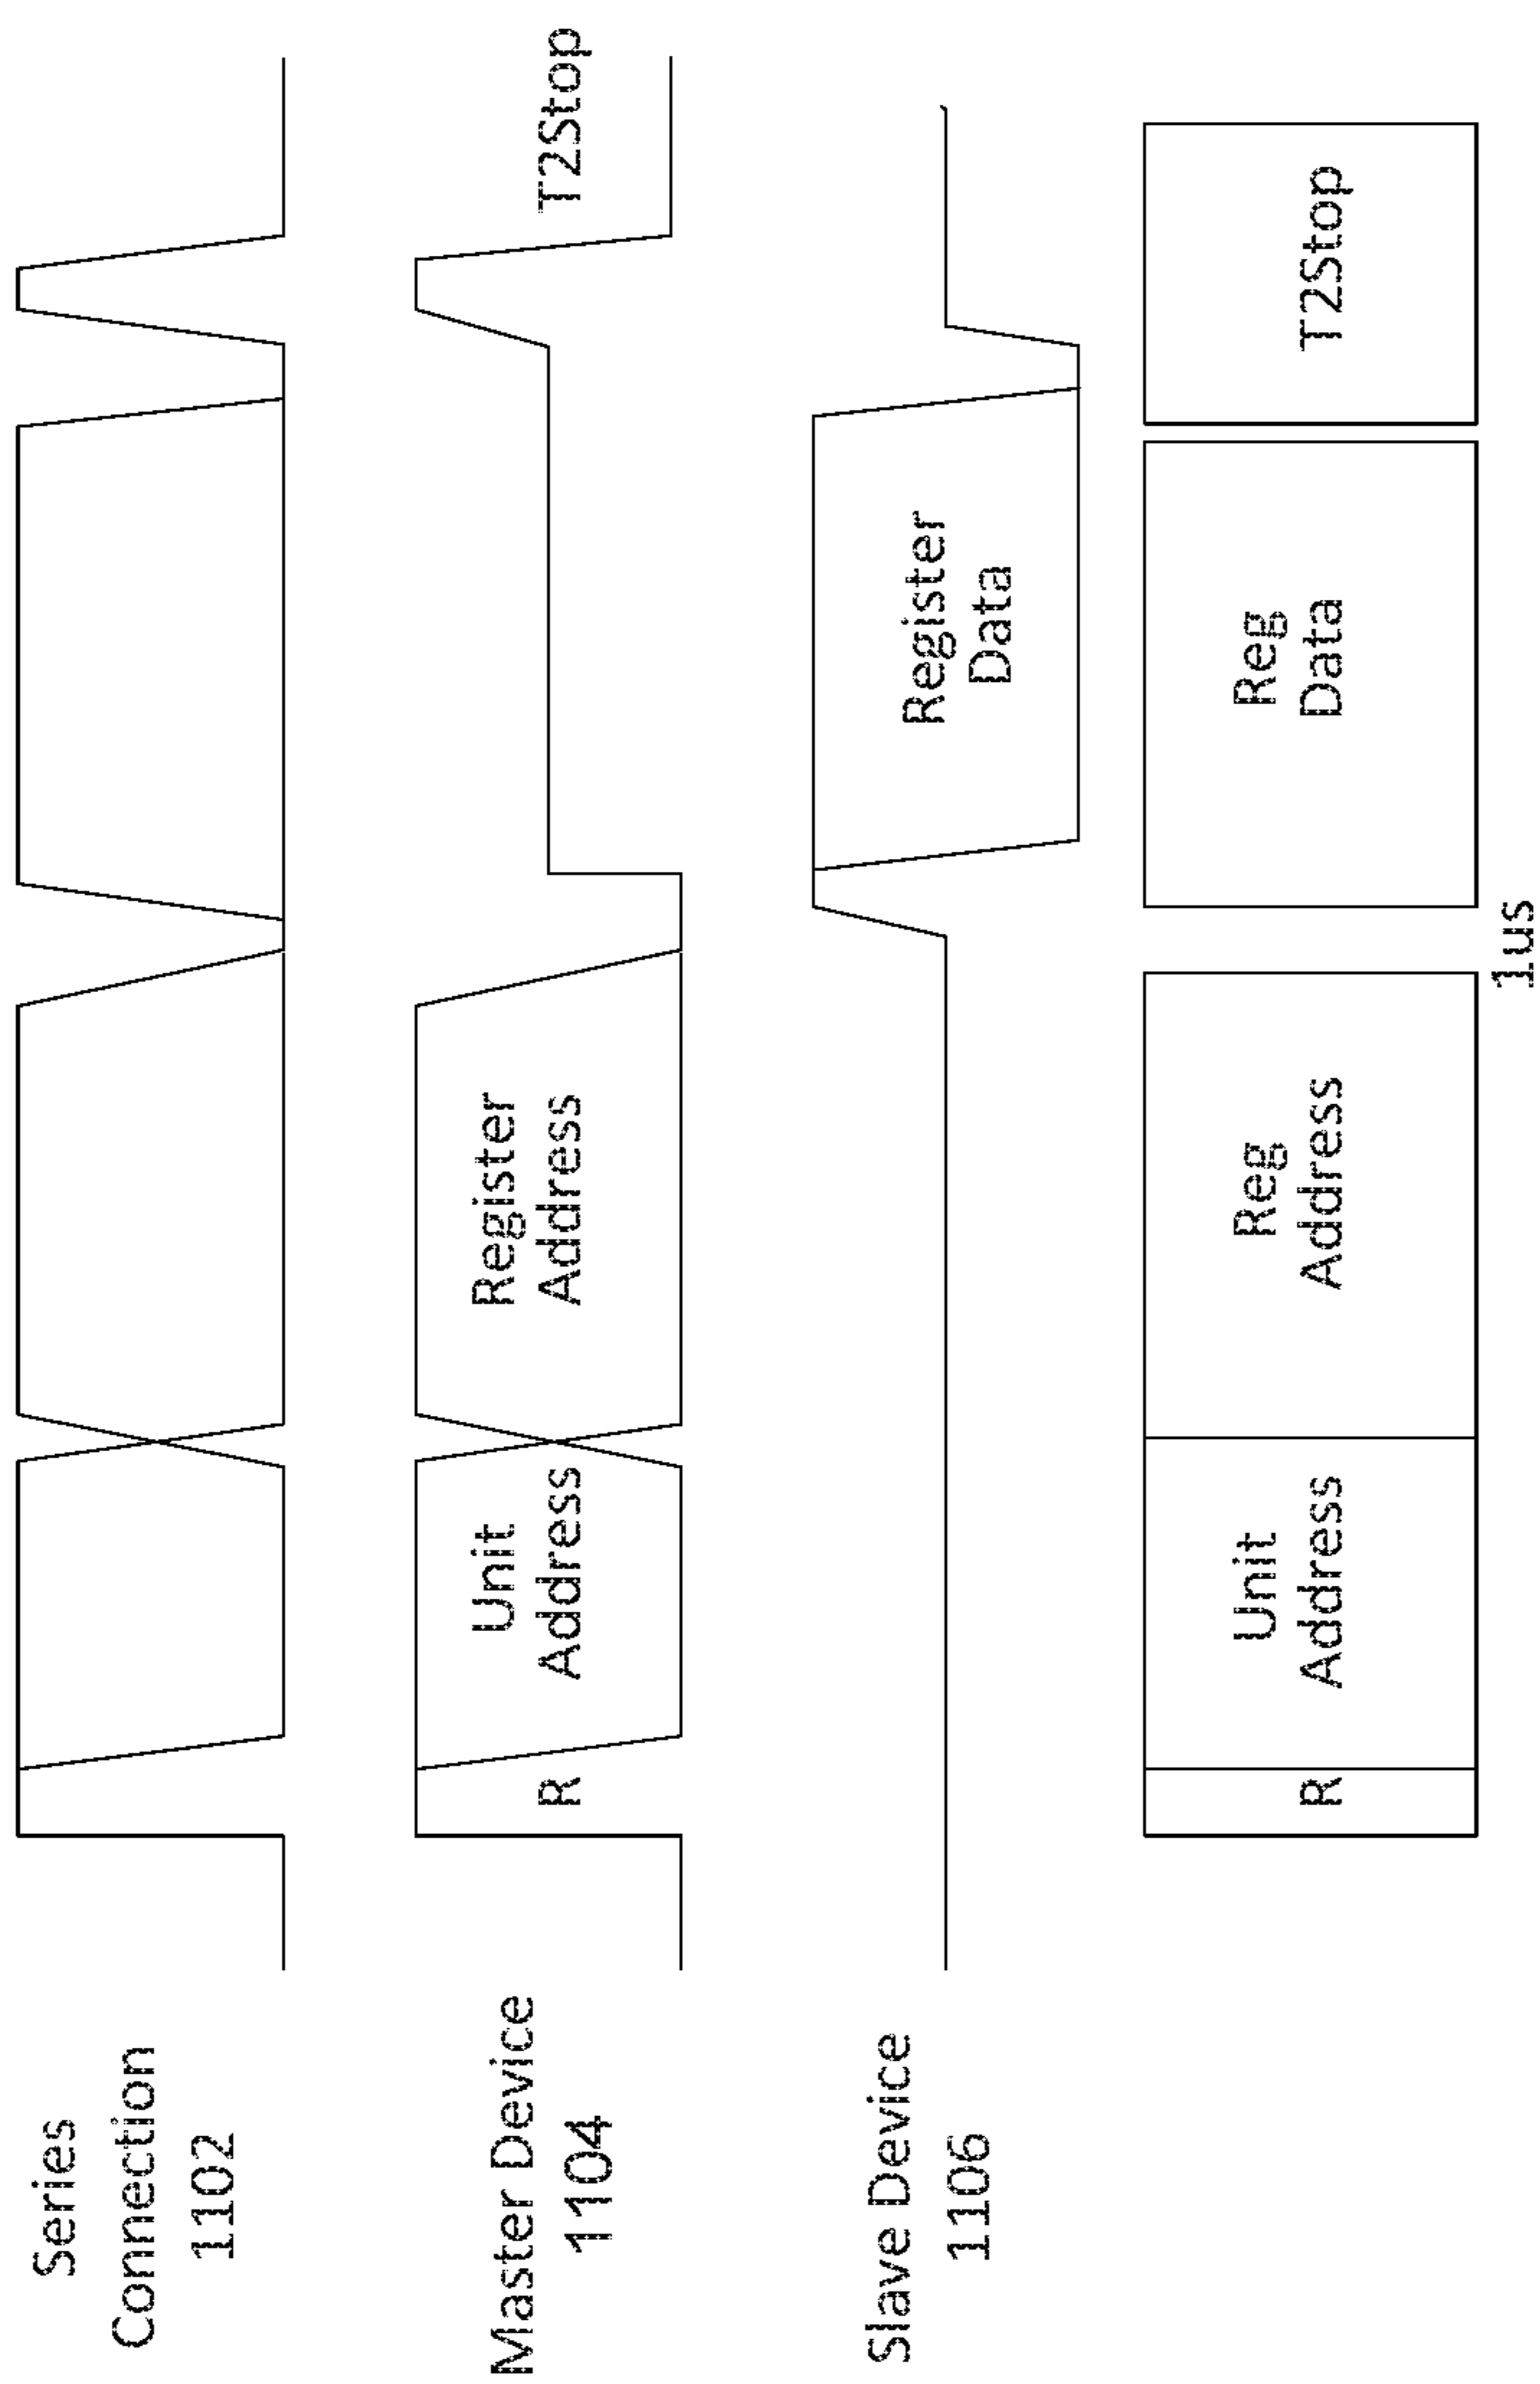 Series
Connection
1102
Master Device
1104
R
Unit
Address
Register
Address
T2Stop
Slave Device
1106
Register
Data
R
Unit
Address
Reg
Address
Reg
Data
T2Stop
1us